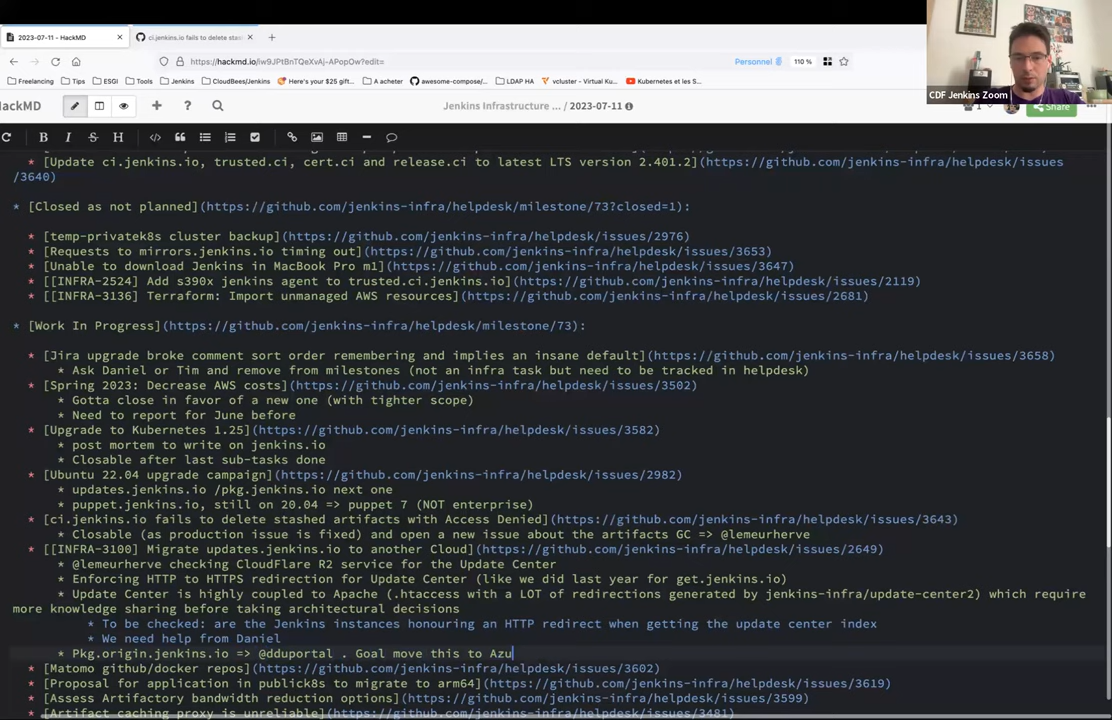 2023-07-11 - HackMD
ci.jenkins.io fails to delete stas
https://hackmd.io/iw9JPtBnTQeXvAj-APopOw?edit=
Personnel
110 %
Freelancing
Tips
ESGI
Tools
Jenkins
CloudBees/Jenkins
Here's your $25 gift...
A acheter
awesome-compose/...
LDAP HA
vcluster - Virtual Ku...
Kubernetes et les S...
CDF Jenkins Zoom
HackMD
Jenkins Infrastructure ... / 2023-07-11
1
Share
* [Update ci.jenkins.io, trusted.ci, cert.ci and release.ci to latest LTS version 2.401.2](https://github.com/jenkins-infra/helpdesk/issues
/3640)
* [Closed as not planned](https://github.com/jenkins-infra/helpdesk/milestone/73?closed=1):
* [temp-privatek8s cluster backup](https://github.com/jenkins-infra/helpdesk/issues/2976)
* [Requests to mirrors.jenkins.io timing out](https://github.com/jenkins-infra/helpdesk/issues/3653)
* [Unable to download Jenkins in MacBook Pro m1](https://github.com/jenkins-infra/helpdesk/issues/3647)
* [[INFRA-2524] Add s390x jenkins agent to trusted.ci.jenkins.io](https://github.com/jenkins-infra/helpdesk/issues/2119)
* [[INFRA-3136] Terraform: Import unmanaged AWS resources](https://github.com/jenkins-infra/helpdesk/issues/2681)
* [Work In Progress](https://github.com/jenkins-infra/helpdesk/milestone/73):
* [Jira upgrade broke comment sort order remembering and implies an insane default](https://github.com/jenkins-infra/helpdesk/issues/3658)
* Ask Daniel or Tim and remove from milestones (not an infra task but need to be tracked in helpdesk)
* [Spring 2023: Decrease AWS costs](https://github.com/jenkins-infra/helpdesk/issues/3502)
* Gotta close in favor of a new one (with tighter scope)
* Need to report for June before
* [Upgrade to Kubernetes 1.25](https://github.com/jenkins-infra/helpdesk/issues/3582)
* post mortem to write on jenkins.io
* Closable after last sub-tasks done
* [Ubuntu 22.04 upgrade campaign](https://github.com/jenkins-infra/helpdesk/issues/2982)
* updates.jenkins.io /pkg.jenkins.io next one
* puppet.jenkins.io, still on 20.04 => puppet 7 (NOT enterprise)
* [ci.jenkins.io fails to delete stashed artifacts with Access Denied](https://github.com/jenkins-infra/helpdesk/issues/3643)
* Closable (as production issue is fixed) and open a new issue about the artifacts GC => @lemeurherve
* [[INFRA-3100] Migrate updates.jenkins.io to another Cloud](https://github.com/jenkins-infra/helpdesk/issues/2649)
* @lemeurherve checking CloudFlare R2 service for the Update Center
* Enforcing HTTP to HTTPS redirection for Update Center (like we did last year for get.jenkins.io)
* Update Center is highly coupled to Apache (.htaccess with a LOT of redirections generated by jenkins-infra/update-center2) which require
more knowledge sharing before taking architectural decisions
* To be checked: are the Jenkins instances honouring an HTTP redirect when getting the update center index
* We need help from Daniel
* Pkg.origin.jenkins.io => @dduportal . Goal move this to Azu
* [Matomo github/docker repos](https://github.com/jenkins-infra/helpdesk/issues/3602)
* [Proposal for application in publick8s to migrate to arm64](https://github.com/jenkins-infra/helpdesk/issues/3619)
* [Assess Artifactory bandwidth reduction options](https://github.com/jenkins-infra/helpdesk/issues/3599)
* [Artifact caching proxy is unreliable](https://github.com/jenkins-infra/helpdesk/issues/3481)